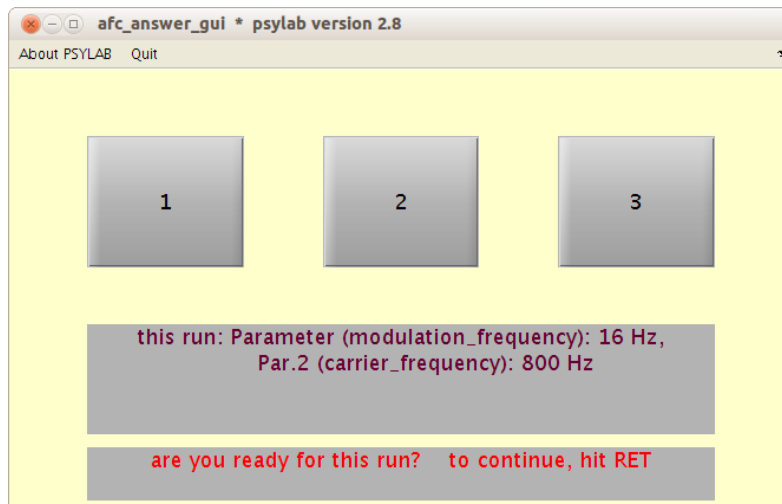 afc_answer_gui * psylab version 2.8
About PSYLAB Quit
1 2 3
this run: Parameter (modulation_frequency): 16 Hz,
Par.2 (carrier_frequency): 800 Hz
are you ready for this run? to continue, hit RET